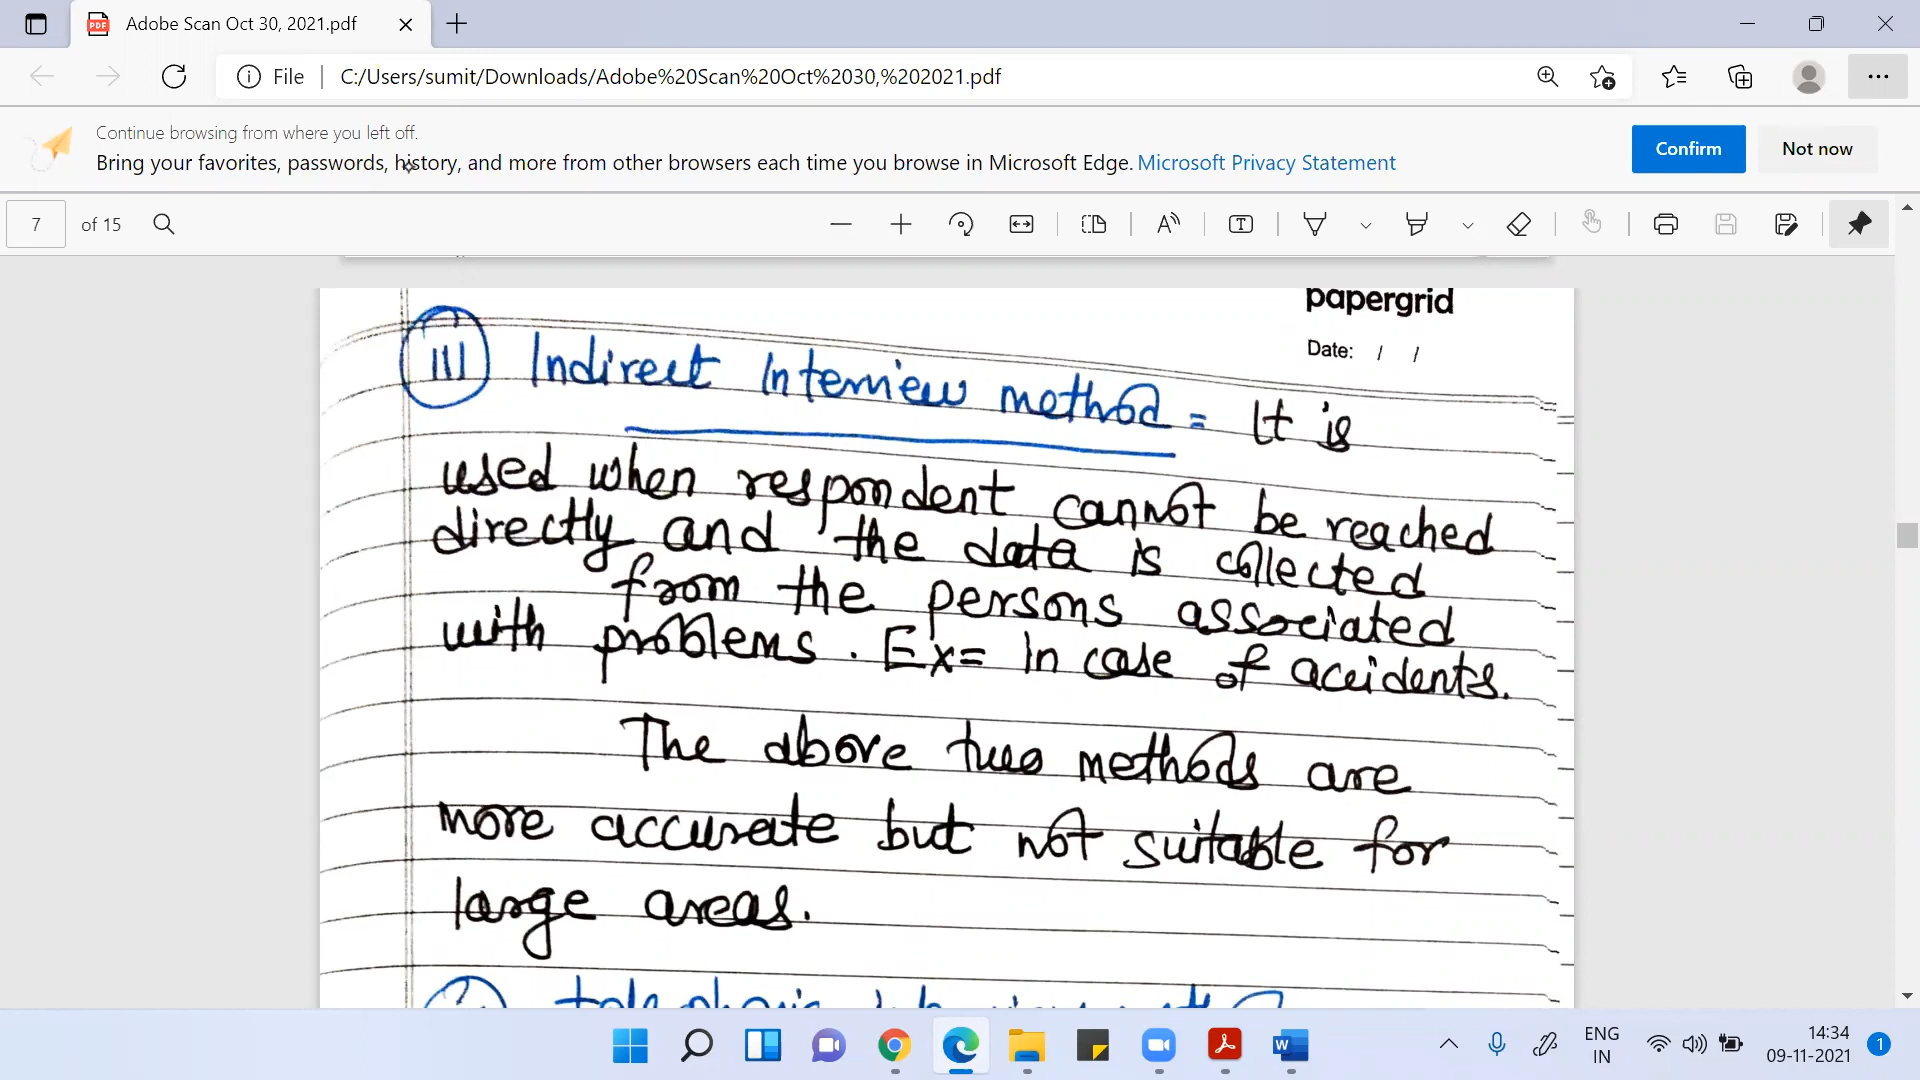 Adobe Scan Oct 30, 2021.pdf
File C:/Users/sumit/Downloads/Adobe%20Scan%20Oct%2030,%202021.pdf
Continue browsing from where you left off.
Bring your favorites, passwords, history, and more from other browsers each time you browse in Microsoft Edge. Microsoft Privacy Statement
Confirm
Not now
7 of 15
papergrid
Date: / /
III Indirect Interview method = It is
used when respondent cannot be reached
directly and the data is collected
from the persons associated
with problems. Ex= In case of accidents.
The above two methods are
more accurate but not suitable for
large areas.
ENG
IN
14:34
09-11-2021
1